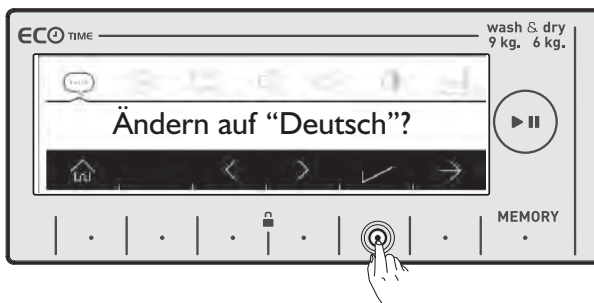 ECO TIME
wash & dry
9 kg. 6 kg.
Ändern auf “Deutsch”?
MEMORY